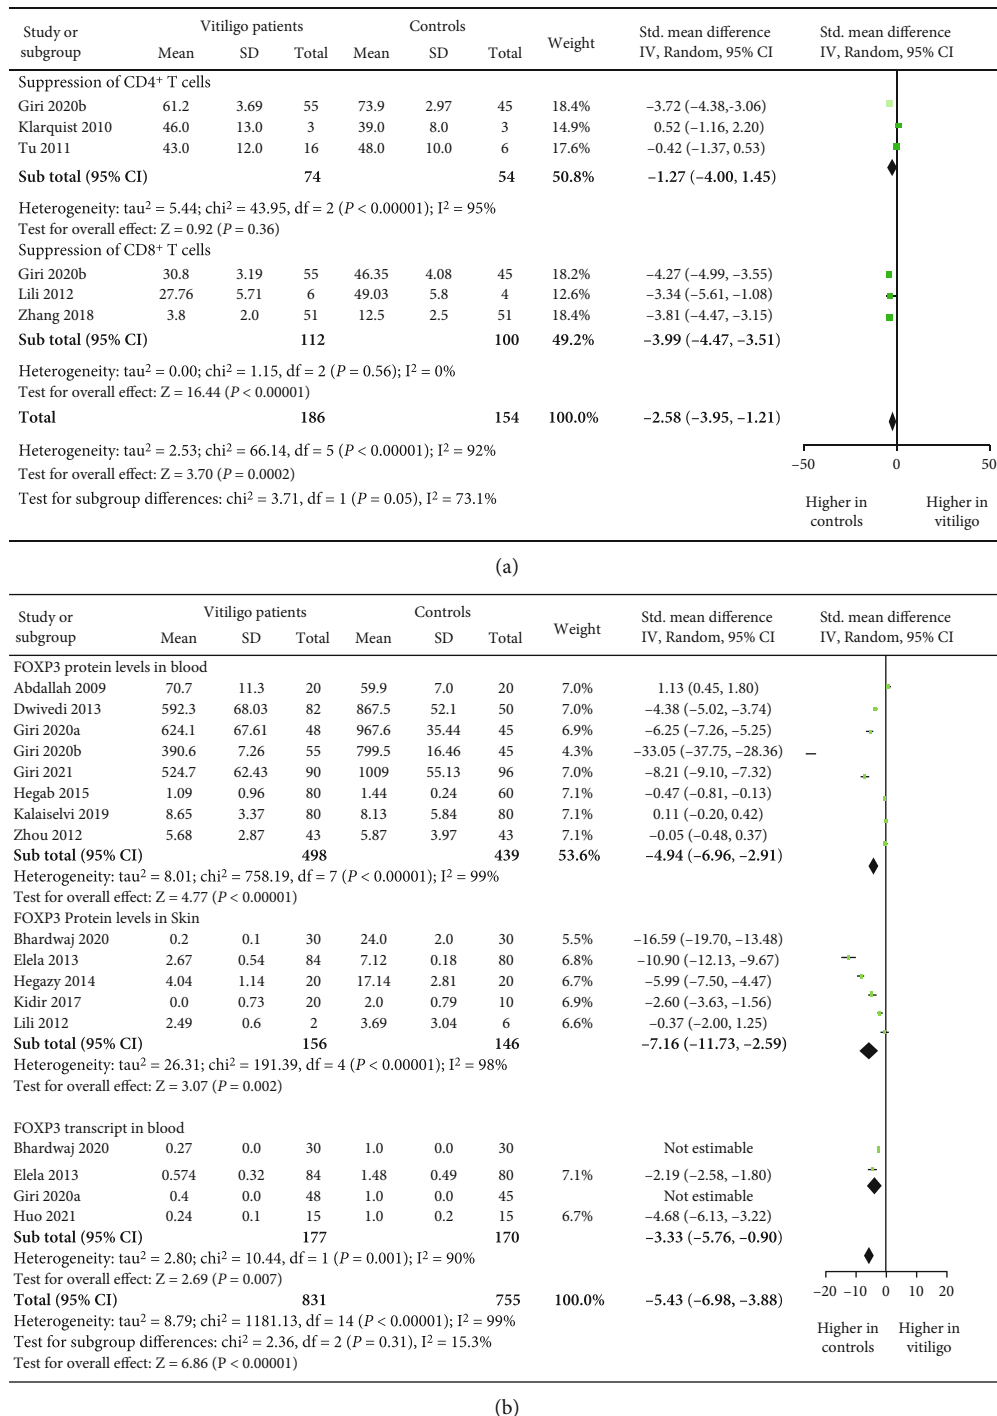 Study or subgroup Vitiligo patients Controls Weight Std. mean difference IV, Random, 95% CI Std. mean difference IV, Random, 95% CI
Mean SD Total Mean SD Total
Suppression of CD4⁺ T cells
Giri 2020b 61.2 3.69 55 73.9 2.97 45 18.4% −3.72 (−4.38,-3.06)
Klarquist 2010 46.0 13.0 3 39.0 8.0 3 14.9% 0.52 (−1.16, 2.20)
Tu 2011 43.0 12.0 16 48.0 10.0 6 17.6% −0.42 (−1.37, 0.53)
Sub total (95% CI) 74 54 50.8% −1.27 (−4.00, 1.45)
Heterogeneity: tau² = 5.44; chi² = 43.95, df = 2 (P < 0.00001); I² = 95%
Test for overall effect: Z = 0.92 (P = 0.36)
Suppression of CD8⁺ T cells
Giri 2020b 30.8 3.19 55 46.35 4.08 45 18.2% −4.27 (−4.99, −3.55)
Lili 2012 27.76 5.71 6 49.03 5.8 4 12.6% −3.34 (−5.61, −1.08)
Zhang 2018 3.8 2.0 51 12.5 2.5 51 18.4% −3.81 (−4.47, −3.15)
Sub total (95% CI) 112 100 49.2% −3.99 (−4.47, −3.51)
Heterogeneity: tau² = 0.00; chi² = 1.15, df = 2 (P = 0.56); I² = 0%
Test for overall effect: Z = 16.44 (P < 0.00001)
Total 186 154 100.0% −2.58 (−3.95, −1.21)
Heterogeneity: tau² = 2.53; chi² = 66.14, df = 5 (P < 0.00001); I² = 92%
Test for overall effect: Z = 3.70 (P = 0.0002)
Test for subgroup differences: chi² = 3.71, df = 1 (P = 0.05), I² = 73.1%
−50 0 50
Higher in controls Higher in vitiligo
(a)
Study or subgroup Vitiligo patients Controls Weight Std. mean difference IV, Random, 95% CI Std. mean difference IV, Random, 95% CI
Mean SD Total Mean SD Total
FOXP3 protein levels in blood
Abdallah 2009 70.7 11.3 20 59.9 7.0 20 7.0% 1.13 (0.45, 1.80)
Dwivedi 2013 592.3 68.03 82 867.5 52.1 50 7.0% −4.38 (−5.02, −3.74)
Giri 2020a 624.1 67.61 48 967.6 35.44 45 6.9% −6.25 (−7.26, −5.25)
Giri 2020b 390.6 7.26 55 799.5 16.46 45 4.3% −33.05 (−37.75, −28.36)
Giri 2021 524.7 62.43 90 1009 55.13 96 7.0% −8.21 (−9.10, −7.32)
Hegab 2015 1.09 0.96 80 1.44 0.24 60 7.1% −0.47 (−0.81, −0.13)
Kalaiselvi 2019 8.65 3.37 80 8.13 5.84 80 7.1% 0.11 (−0.20, 0.42)
Zhou 2012 5.68 2.87 43 5.87 3.97 43 7.1% −0.05 (−0.48, 0.37)
Sub total (95% CI) 498 439 53.6% −4.94 (−6.96, −2.91)
Heterogeneity: tau² = 8.01; chi² = 758.19, df = 7 (P < 0.00001); I² = 99%
Test for overall effect: Z = 4.77 (P < 0.00001)
FOXP3 Protein levels in Skin
Bhardwaj 2020 0.2 0.1 30 24.0 2.0 30 5.5% −16.59 (−19.70, −13.48)
Elela 2013 2.67 0.54 84 7.12 0.18 80 6.8% −10.90 (−12.13, −9.67)
Hegazy 2014 4.04 1.14 20 17.14 2.81 20 6.7% −5.99 (−7.50, −4.47)
Kidir 2017 0.0 0.73 20 2.0 0.79 10 6.9% −2.60 (−3.63, −1.56)
Lili 2012 2.49 0.6 2 3.69 3.04 6 6.6% −0.37 (−2.00, 1.25)
Sub total (95% CI) 156 146 −7.16 (−11.73, −2.59)
Heterogeneity: tau² = 26.31; chi² = 191.39, df = 4 (P < 0.00001); I² = 98%
Test for overall effect: Z = 3.07 (P = 0.002)
FOXP3 transcript in blood
Bhardwaj 2020 0.27 0.0 30 1.0 0.0 30 Not estimable
Elela 2013 0.574 0.32 84 1.48 0.49 80 7.1% −2.19 (−2.58, −1.80)
Giri 2020a 0.4 0.0 48 1.0 0.0 45 Not estimable
Huo 2021 0.24 0.1 15 1.0 0.2 15 6.7% −4.68 (−6.13, −3.22)
Sub total (95% CI) 177 170 −3.33 (−5.76, −0.90)
Heterogeneity: tau² = 2.80; chi² = 10.44, df = 1 (P = 0.001); I² = 90%
Test for overall effect: Z = 2.69 (P = 0.007)
Total (95% CI) 831 755 100.0% −5.43 (−6.98, −3.88)
Heterogeneity: tau² = 8.79; chi² = 1181.13, df = 14 (P < 0.00001); I² = 99%
Test for subgroup differences: chi² = 2.36, df = 2 (P = 0.31), I² = 15.3%
Test for overall effect: Z = 6.86 (P < 0.00001)
−20 −10 0 10 20
Higher in controls Higher in vitiligo
(b)